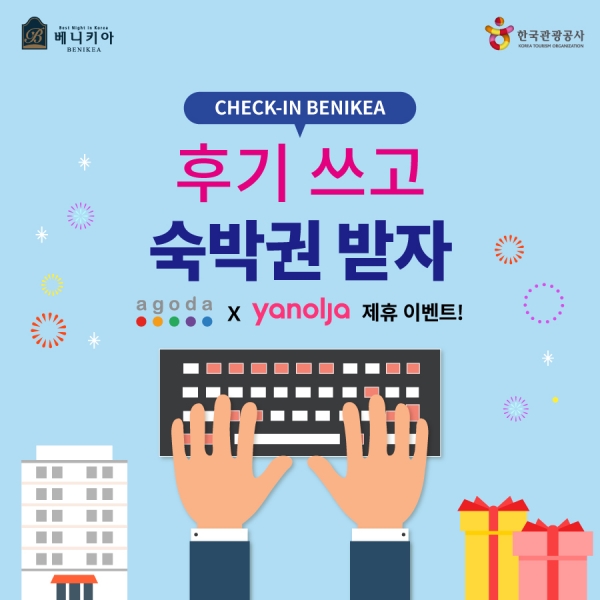 Best Night in Korea
베니키아
BENIKEA
한국관광공사
KOREA TOURISM ORGANIZATION
CHECK-IN BENIKEA
후기 쓰고
숙박권 받자
agoda X yanolja 제휴 이벤트!